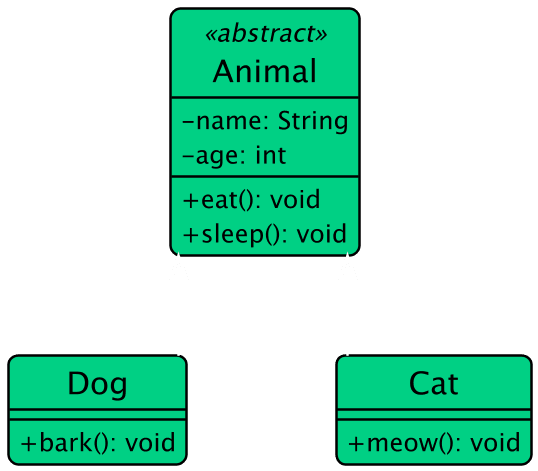 «abstract»
Animal
-name: String
-age: int
+eat(): void
+sleep(): void
Dog
+bark(): void
Cat
+meow(): void